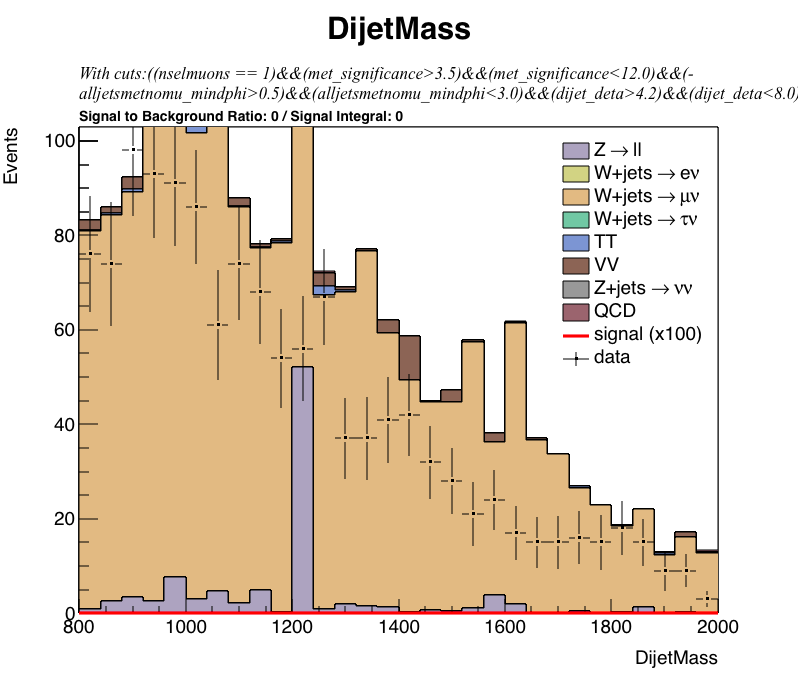 DijetMass
With cuts:((nselmuons == 1)&&(met_significance>3.5)&&(met_significance<12.0)&&(-
alljetsmetnomu_mindphi>0.5)&&(alljetsmetnomu_mindphi<3.0)&&(dijet_deta>4.2)&&(dijet_deta<8.0)
Signal to Background Ratio: 0 / Signal Integral: 0
Events
100
80
60
40
20
0
Z → ll
W+jets → eν
W+jets → μν
W+jets → τν
TT
VV
Z+jets → νν
QCD
signal (x100)
data
800 1000 1200 1400 1600 1800 2000
DijetMass